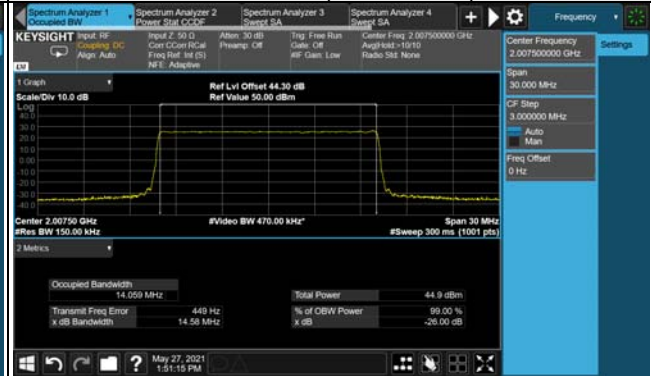 Spectrum Analyzer 1
Occupied BW
Spectrum Analyzer 2
Power Stat CCDF
Spectrum Analyzer 3
Swept SA
Spectrum Analyzer 4
Swept SA
Frequency
KEYSIGHT
Input: RF
Coupling: DC
Align: Auto
Input Z: 50 Ω
Corr CCorr RCal
Freq Ref: Int (S)
NFE: Adaptive
Atten: 30 dB
Preamp: Off
Trig: Free Run
Gate: Off
#IF Gain: Low
Center Freq: 2.007500000 GHz
Avg|Hold:>10/10
Radio Std: None
Center Frequency
2.007500000 GHz
Settings
Span
30.000 MHz
CF Step
3.000000 MHz
Auto
Man
Freq Offset
0 Hz
1 Graph
Scale/Div 10.0 dB
Ref Lvl Offset 44.30 dB
Ref Value 50.00 dBm
Log
40.0
30.0
20.0
10.0
0.00
-10.0
-20.0
-30.0
-40.0
Center 2.00750 GHz
#Res BW 150.00 kHz
#Video BW 470.00 kHz*
Span 30 MHz
#Sweep 300 ms (1001 pts)
2 Metrics
Occupied Bandwidth
14.059 MHz
Total Power 44.9 dBm
Transmit Freq Error 449 Hz
% of OBW Power 99.00 %
x dB Bandwidth 14.58 MHz
x dB -26.00 dB
May 27, 2021
1:51:15 PM